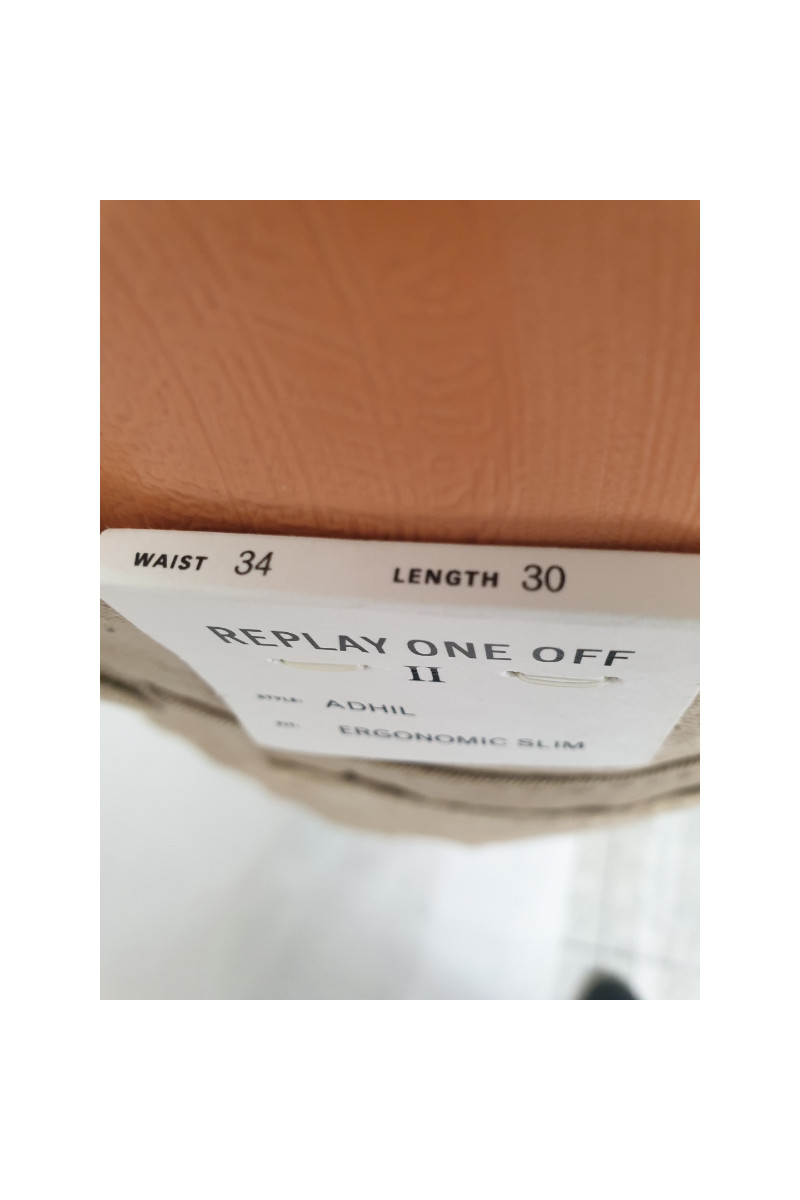 WAIST 34 LENGTH 30
REPLAY ONE OFF
II
STYLE: ADHIL
FIT: ERGONOMIC SLIM